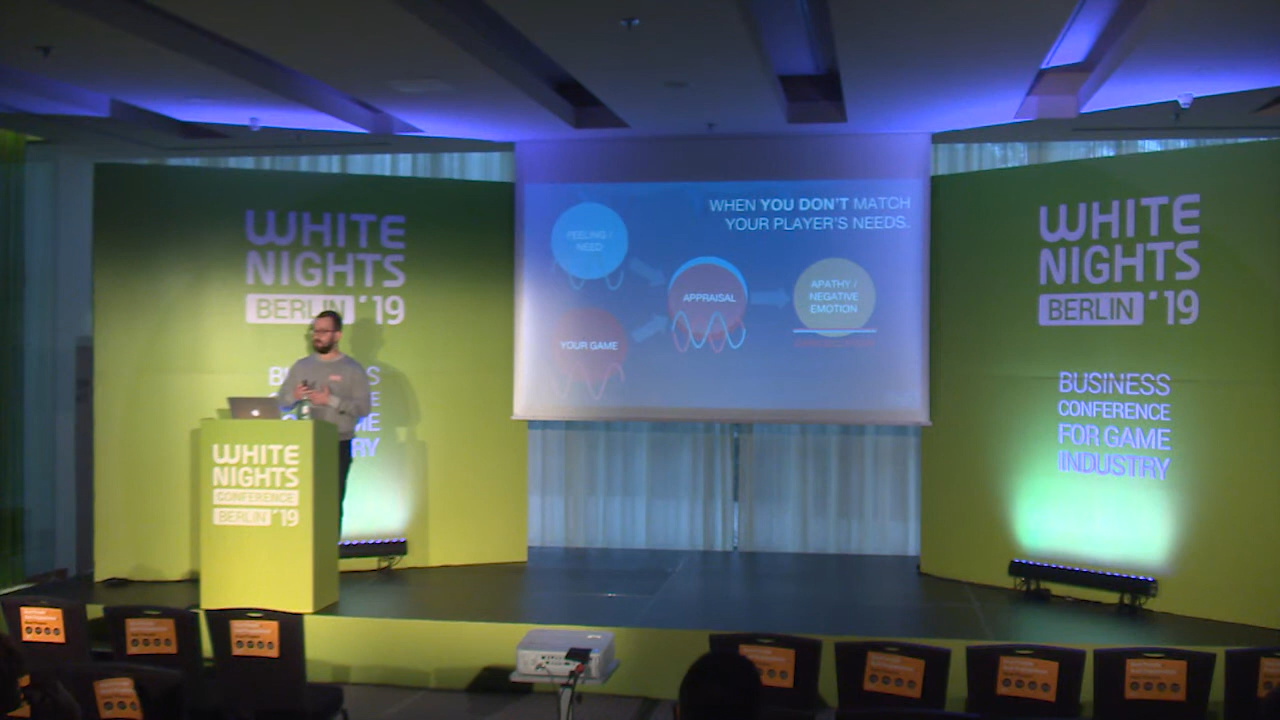 WHITE
NIGHTS
BERLIN '19
WHEN YOU DON'T MATCH
YOUR PLAYER'S NEEDS.
FEELING /
NEED
APPRAISAL
APATHY /
NEGATIVE
EMOTION
YOUR GAME
WHITE
NIGHTS
BERLIN '19
BUSINESS
CONFERENCE
FOR GAME
INDUSTRY
WHITE
NIGHTS
CONFERENCE
BERLIN '19